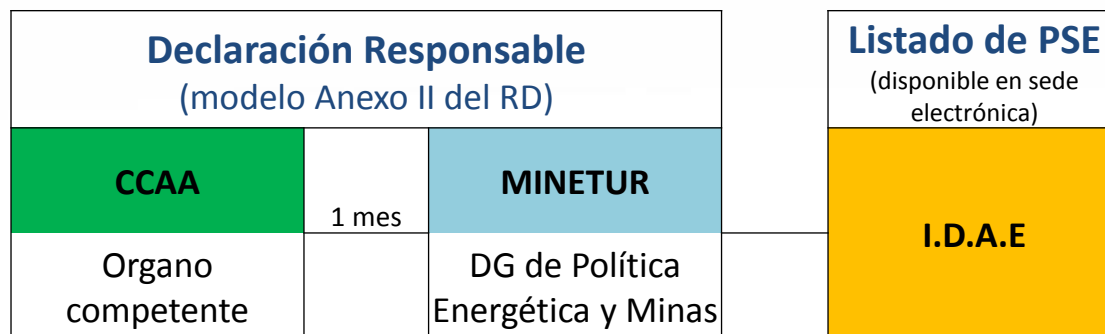 Declaración Responsable
(modelo Anexo II del RD)
Listado de PSE
(disponible en sede
electrónica)
CCAA
1 mes
MINETUR
I.D.A.E
Organo
competente
DG de Política
Energética y Minas